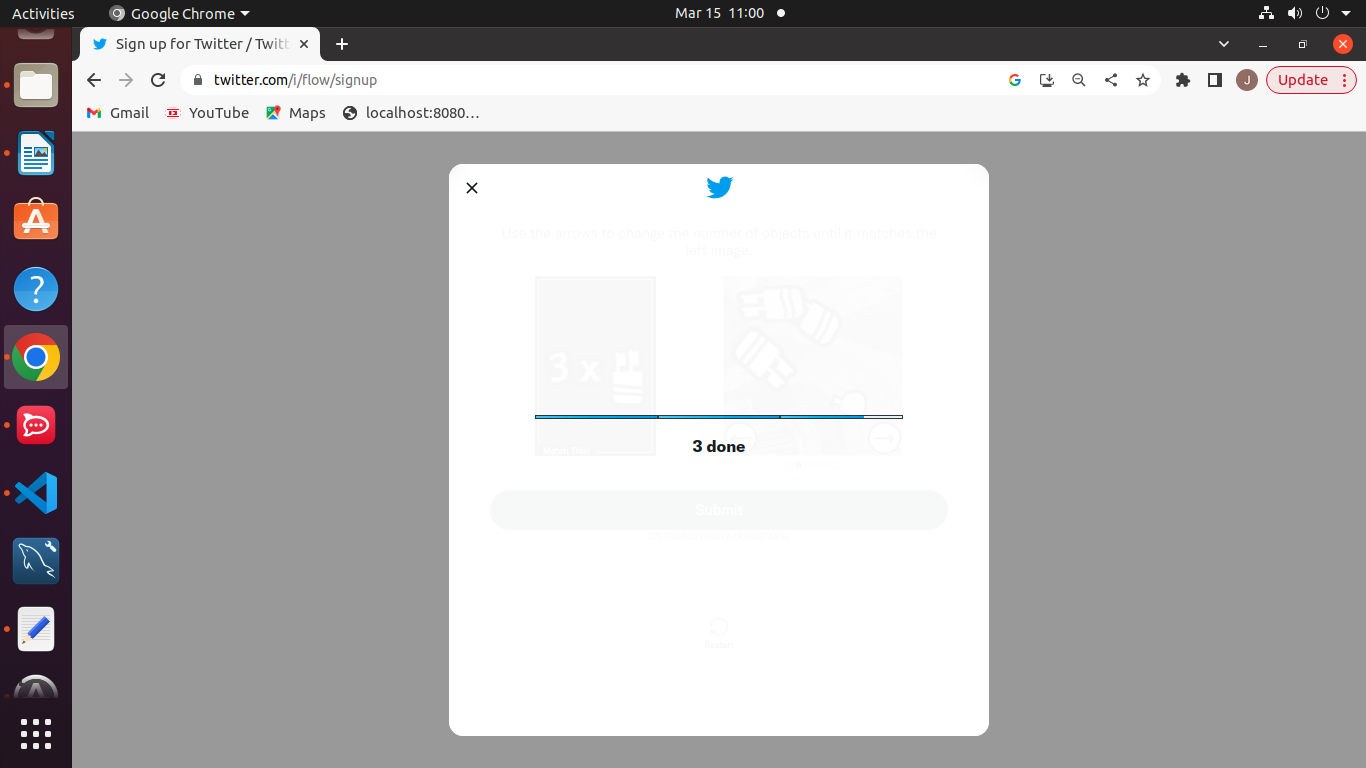 Activities
Google Chrome
Mar 15 11:00
Sign up for Twitter / Twitt
twitter.com/i/flow/signup
J
Update
Gmail
YouTube
Maps
localhost:8080…
Use the arrows to change the number of objects until it matches the
left image.
3 x
3 done
Submit
Restart